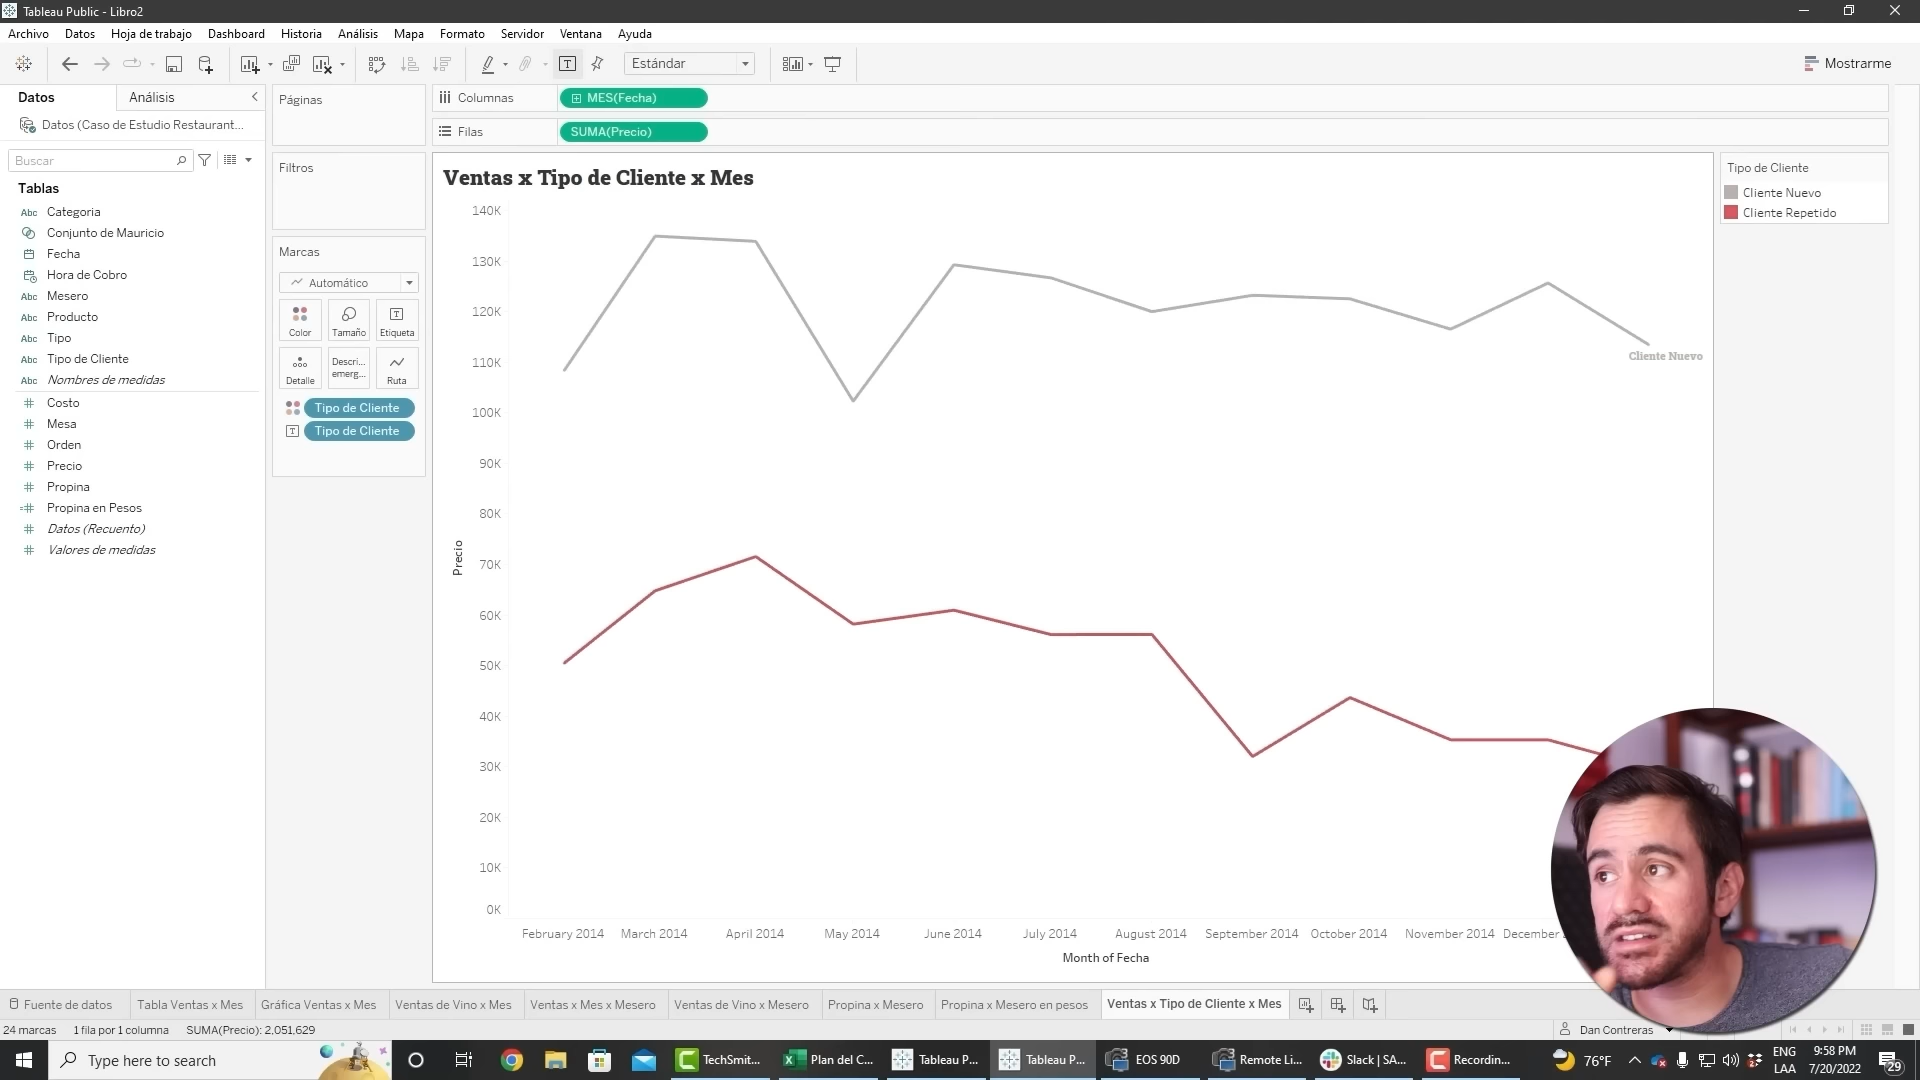 Tableau Public - Libro2
Archivo Datos Hoja de trabajo Dashboard Historia Análisis Mapa Formato Servidor Ventana Ayuda
Estándar
Mostrarme
Datos
Análisis
Datos (Caso de Estudio Restaurant...
Buscar
Tablas
Abc Categoria
Conjunto de Mauricio
Fecha
Hora de Cobro
Abc Mesero
Abc Producto
Abc Tipo
Abc Tipo de Cliente
Abc Nombres de medidas
# Costo
# Mesa
# Orden
# Precio
# Propina
=# Propina en Pesos
# Datos (Recuento)
# Valores de medidas
Páginas
Filtros
Marcas
Automático
Color
Tamaño
Etiqueta
Detalle
Descri...
emerg...
Ruta
Tipo de Cliente
Tipo de Cliente
Columnas
MES(Fecha)
Filas
SUMA(Precio)
Ventas x Tipo de Cliente x Mes
140K
130K
120K
110K
100K
90K
80K
70K
60K
50K
40K
30K
20K
10K
0K
Precio
Cliente Nuevo
February 2014 March 2014 April 2014 May 2014 June 2014 July 2014 August 2014 September 2014 October 2014 November 2014 December
Month of Fecha
Tipo de Cliente
Cliente Nuevo
Cliente Repetido
Fuente de datos
Tabla Ventas x Mes
Gráfica Ventas x Mes
Ventas de Vino x Mes
Ventas x Mes x Mesero
Ventas de Vino x Mesero
Propina x Mesero
Propina x Mesero en pesos
Ventas x Tipo de Cliente x Mes
24 marcas 1 fila por 1 columna SUMA(Precio): 2,051,629
Dan Contreras
Type here to search
TechSmit...
Plan del C...
Tableau P...
Tableau P...
EOS 90D
Remote Li...
Slack | SA...
Recordin...
76°F
ENG
LAA
9:58 PM
7/20/2022
29